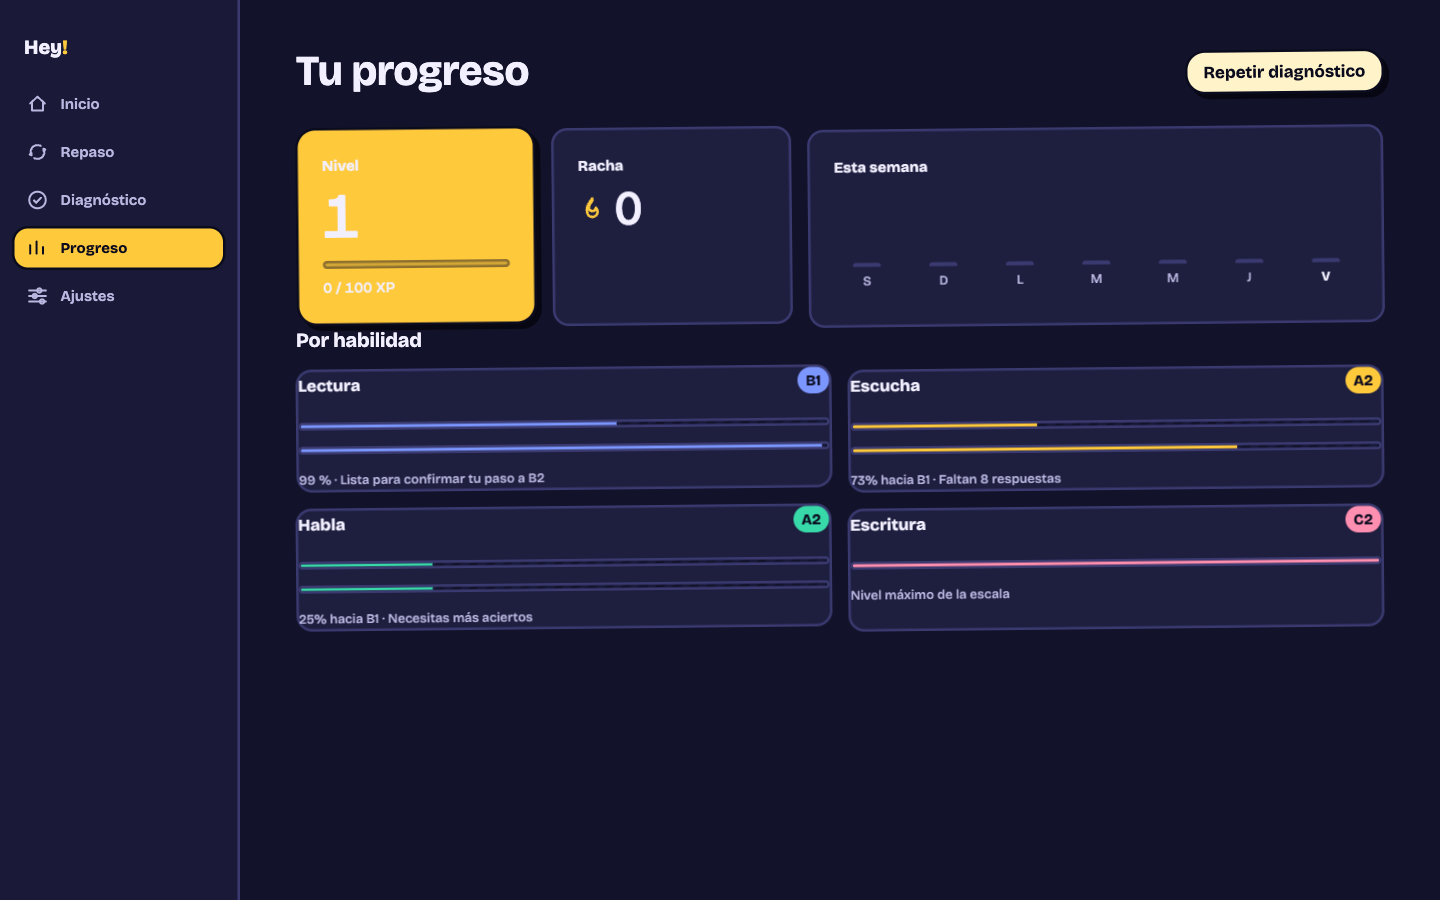 Hey!
Inicio
Repaso
Diagnóstico
Progreso
Ajustes
Tu progreso
Repetir diagnóstico
Nivel
1
0 / 100 XP
Racha
0
Esta semana
S D L M M J V
Por habilidad
Lectura B1
99 % · Lista para confirmar tu paso a B2
Escucha A2
73% hacia B1 · Faltan 8 respuestas
Habla A2
25% hacia B1 · Necesitas más aciertos
Escritura C2
Nivel máximo de la escala